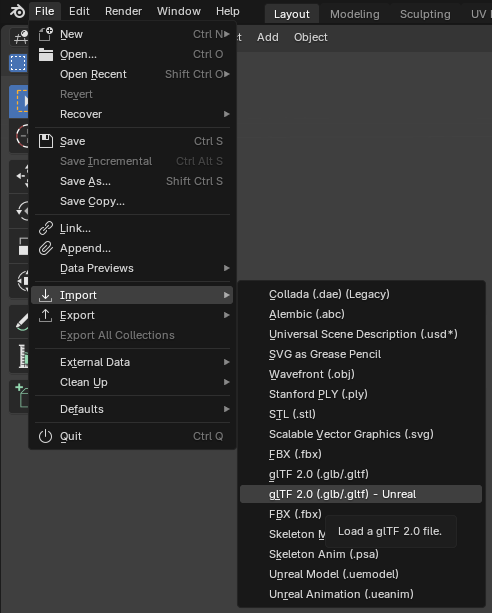 File Edit Render Window Help Layout Modeling Sculpting UV
New Ctrl N
Open... Ctrl O
Open Recent Shift Ctrl O
Revert
Recover
Save Ctrl S
Save Incremental Ctrl Alt S
Save As... Shift Ctrl S
Save Copy...
Link...
Append...
Data Previews
Import
Export
Export All Collections
External Data
Clean Up
Defaults
Quit Ctrl Q
Add Object
Collada (.dae) (Legacy)
Alembic (.abc)
Universal Scene Description (.usd*)
SVG as Grease Pencil
Wavefront (.obj)
Stanford PLY (.ply)
STL (.stl)
Scalable Vector Graphics (.svg)
FBX (.fbx)
glTF 2.0 (.glb/.gltf)
glTF 2.0 (.glb/.gltf) - Unreal
FBX (.fbx)
Load a glTF 2.0 file.
Skeleton M
Skeleton Anim (.psa)
Unreal Model (.uemodel)
Unreal Animation (.ueanim)